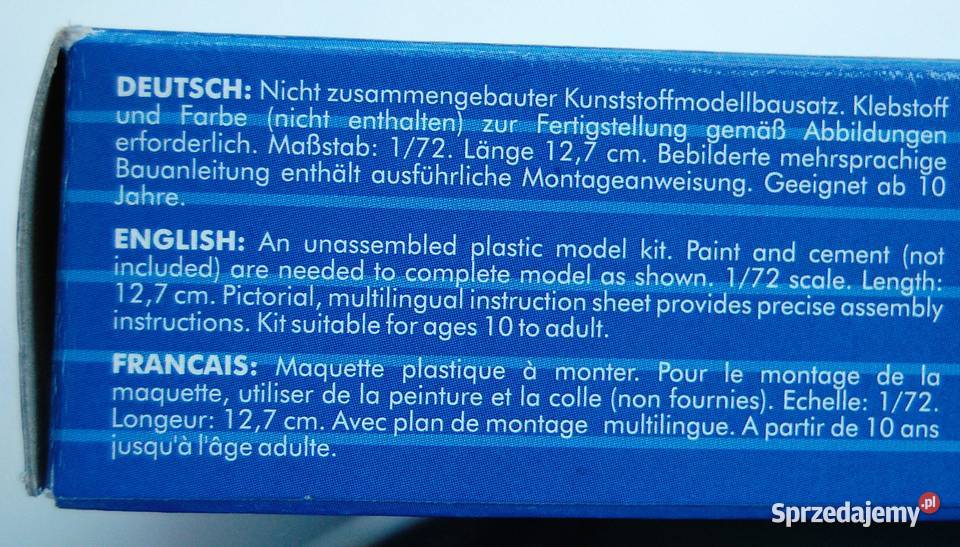 DEUTSCH: Nicht zusammengebauter Kunststoffmodellbausatz. Klebstoff
und Farbe (nicht enthalten) zur Fertigstellung gemäß Abbildungen
erforderlich. Maßstab: 1/72. Länge 12,7 cm. Bebilderte mehrsprachige
Bauanleitung enthält ausführliche Montageanweisung. Geeignet ab 10
Jahre.
ENGLISH: An unassembled plastic model kit. Paint and cement (not
included) are needed to complete model as shown. 1/72 scale. Length:
12,7 cm. Pictorial, multilingual instruction sheet provides precise assembly
instructions. Kit suitable for ages 10 to adult.
FRANCAIS: Maquette plastique à monter. Pour le montage de la
maquette, utiliser de la peinture et la colle (non fournies). Echelle: 1/72.
Longeur: 12,7 cm. Avec plan de montage multilingue. A partir de 10 ans
jusqu'à l'âge adulte.
Sprzedajemy.pl